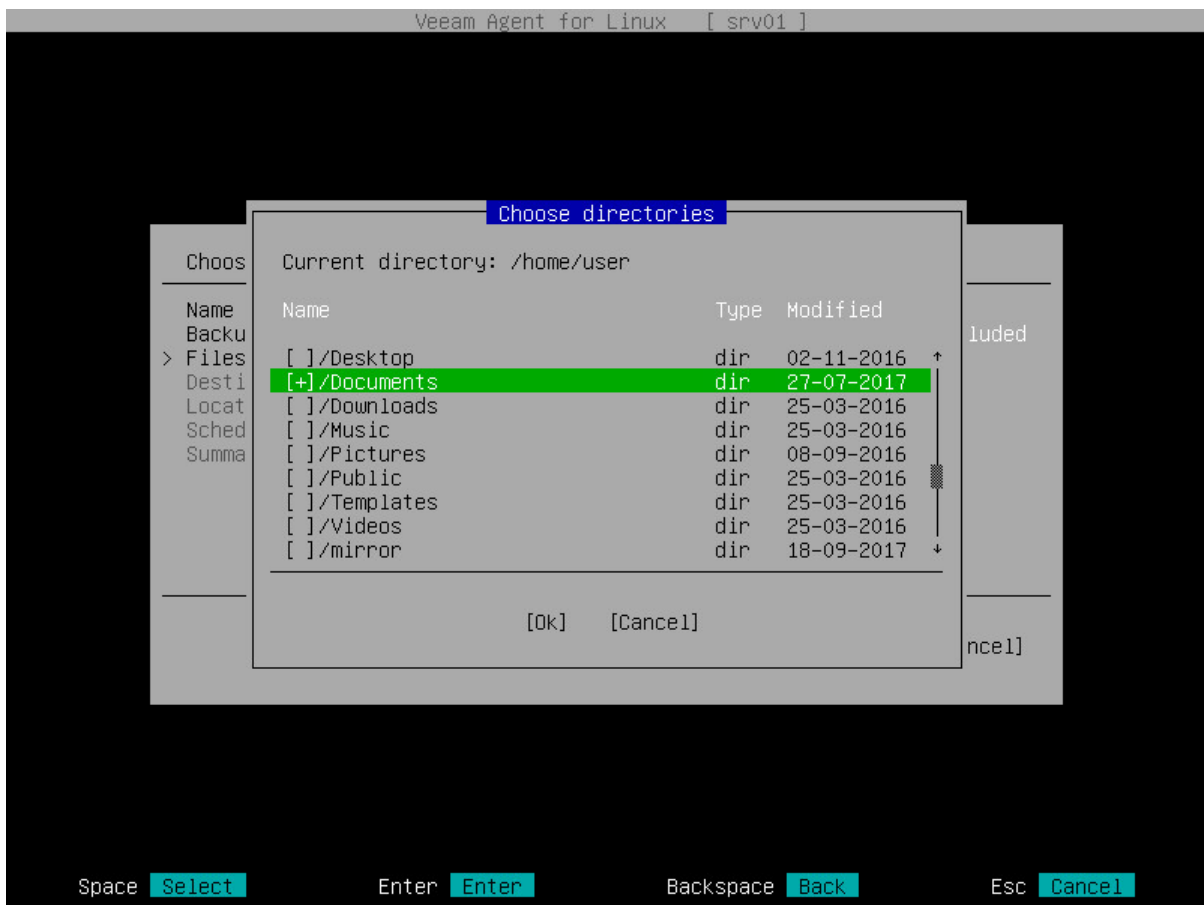 Veeam Agent for Linux [ srv01 ]
Choose directories
Choos
Current directory: /home/user
Name
Backu
> Files
Desti
Locat
Sched
Summa
luded
Name Type Modified
[ ]/Desktop dir 02-11-2016 ↑
[+]/Documents dir 27-07-2017
[ ]/Downloads dir 25-03-2016
[ ]/Music dir 25-03-2016
[ ]/Pictures dir 08-09-2016
[ ]/Public dir 25-03-2016
[ ]/Templates dir 25-03-2016
[ ]/Videos dir 25-03-2016
[ ]/mirror dir 18-09-2017 ↓
[Ok] [Cancel]
ncel]
Space Select Enter Enter Backspace Back Esc Cancel